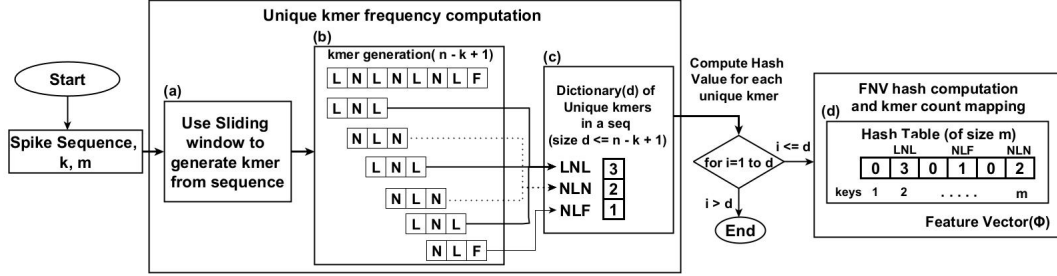 Unique kmer frequency computation
Start
Spike Sequence,
k, m
(a)
Use Sliding
window to
generate kmer
from sequence
(b)
kmer generation( n - k + 1)
L N L N L N L F
L N L
N L N
L N L
N L N
L N L
N L F
(c)
Dictionary(d) of
Unique kmers
in a seq
(size d <= n - k + 1)
LNL 3
NLN 2
NLF 1
Compute Hash
Value for each
unique kmer
for i=1 to d
i <= d
i > d
End
FNV hash computation
and kmer count mapping
(d)
Hash Table (of size m)
LNL NLF NLN
0 3 0 1 0 2
keys 1 2 . . . . . m
Feature Vector(Φ)